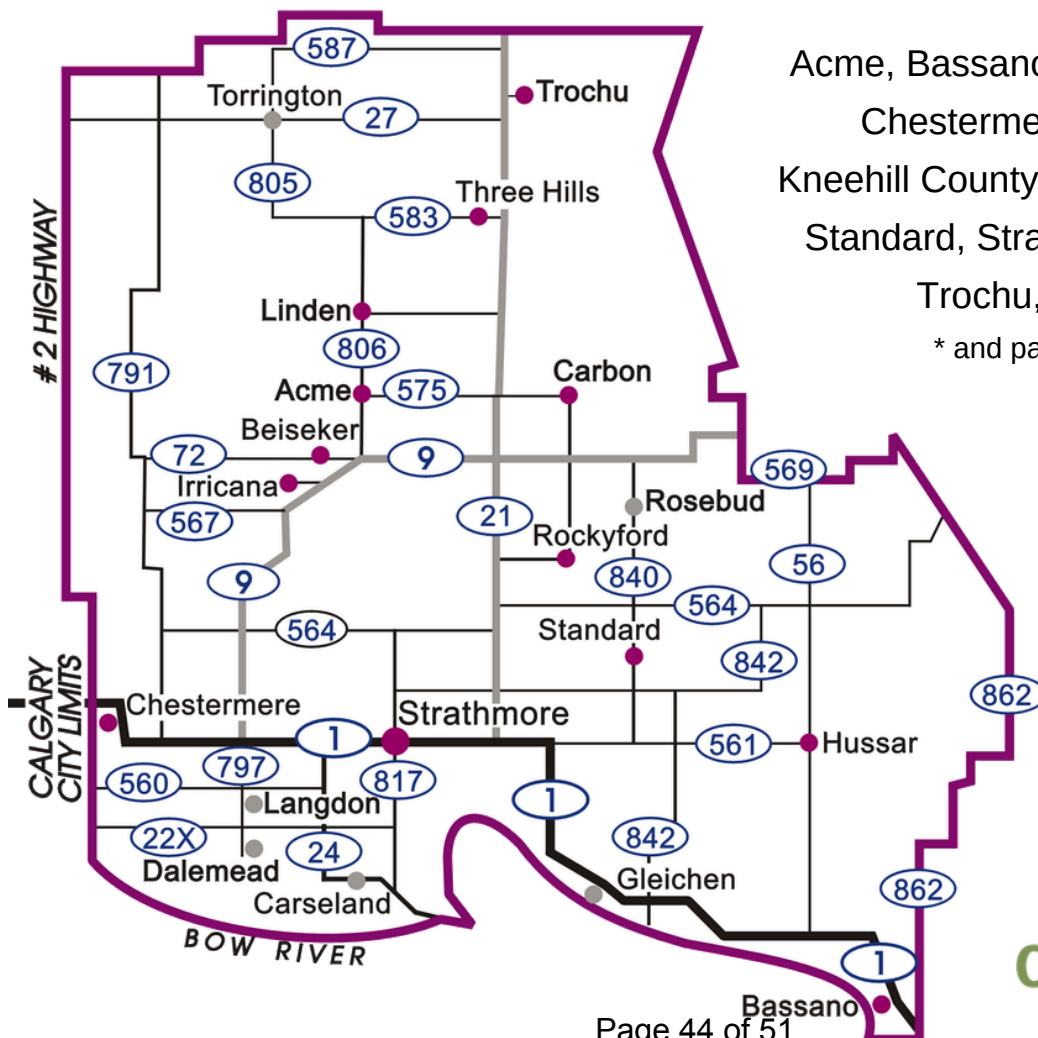 Acme, Bassano
Chesterme
Kneehill County
Standard, Stra
Trochu,
* and pa
587
Torrington
Trochu
27
805
Three Hills
583
# 2 HIGHWAY
Linden
806
791
Acme
575
Carbon
Beiseker
72
9
569
Irricana
Rosebud
567
21
Rockyford
56
9
840
564
564
Standard
842
862
CALGARY
CITY LIMITS
Chestermere
Strathmore
1
561
Hussar
797
560
817
Langdon
1
22X
24
842
Dalemead
Gleichen
Carseland
862
BOW RIVER
1
Bassano
Page 44 of 51